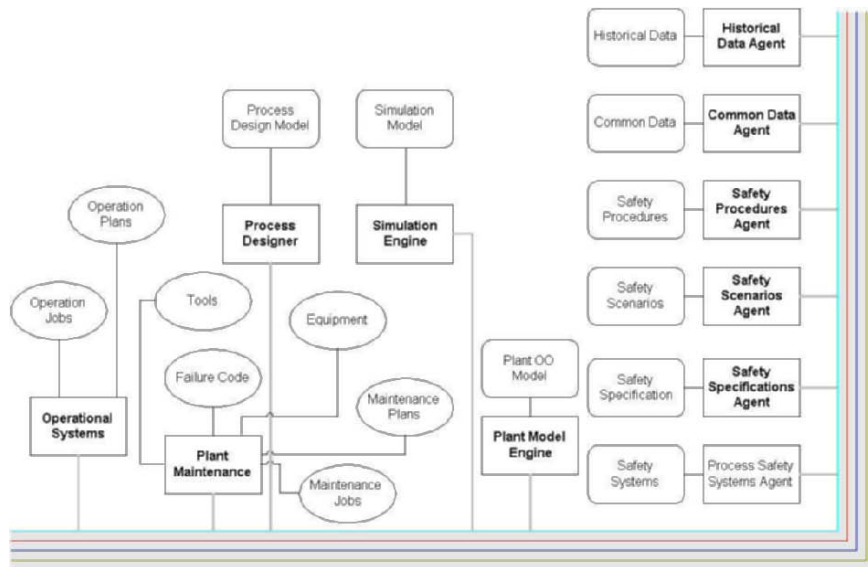 Historical Data
Historical
Data Agent
Process
Design Model
Simulation
Model
Common Data
Common Data
Agent
Operation
Plans
Process
Designer
Simulation
Engine
Safety
Procedures
Safety
Procedures
Agent
Operation
Jobs
Tools
Equipment
Safety
Scenarios
Safety
Scenarios
Agent
Failure Code
Maintenance
Plans
Plant OO
Model
Safety
Specification
Safety
Specifications
Agent
Operational
Systems
Plant
Maintenance
Plant Model
Engine
Maintenance
Jobs
Safety
Systems
Process Safety
Systems Agent